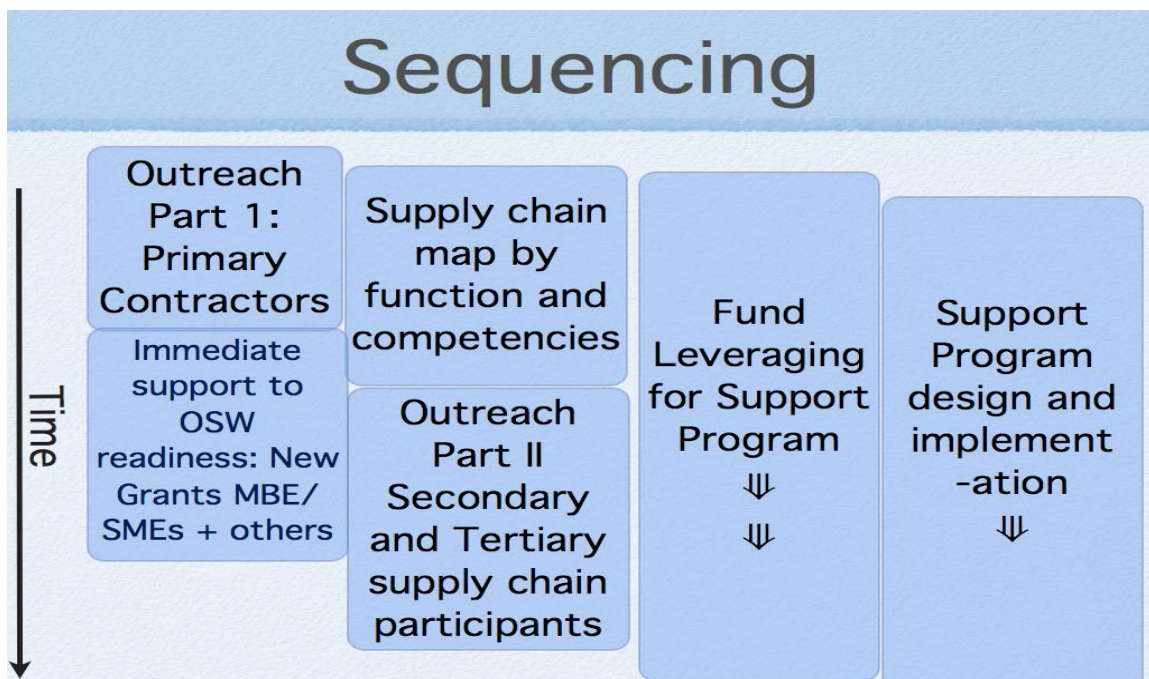 Sequencing
Time
Outreach
Part 1:
Primary
Contractors
Immediate
support to
OSW
readiness: New
Grants MBE/
SMEs + others
Supply chain
map by
function and
competencies
Outreach
Part II
Secondary
and Tertiary
supply chain
participants
Fund
Leveraging
for Support
Program
⤋
⤋
Support
Program
design and
implement
-ation
⤋